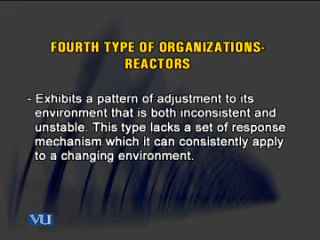 FOURTH TYPE OF ORGANIZATIONS-
REACTORS
- Exhibits a pattern of adjustment to its
environment that is both inconsistent and
unstable. This type lacks a set of response
mechanism which it can consistently apply
to a changing environment.
VU